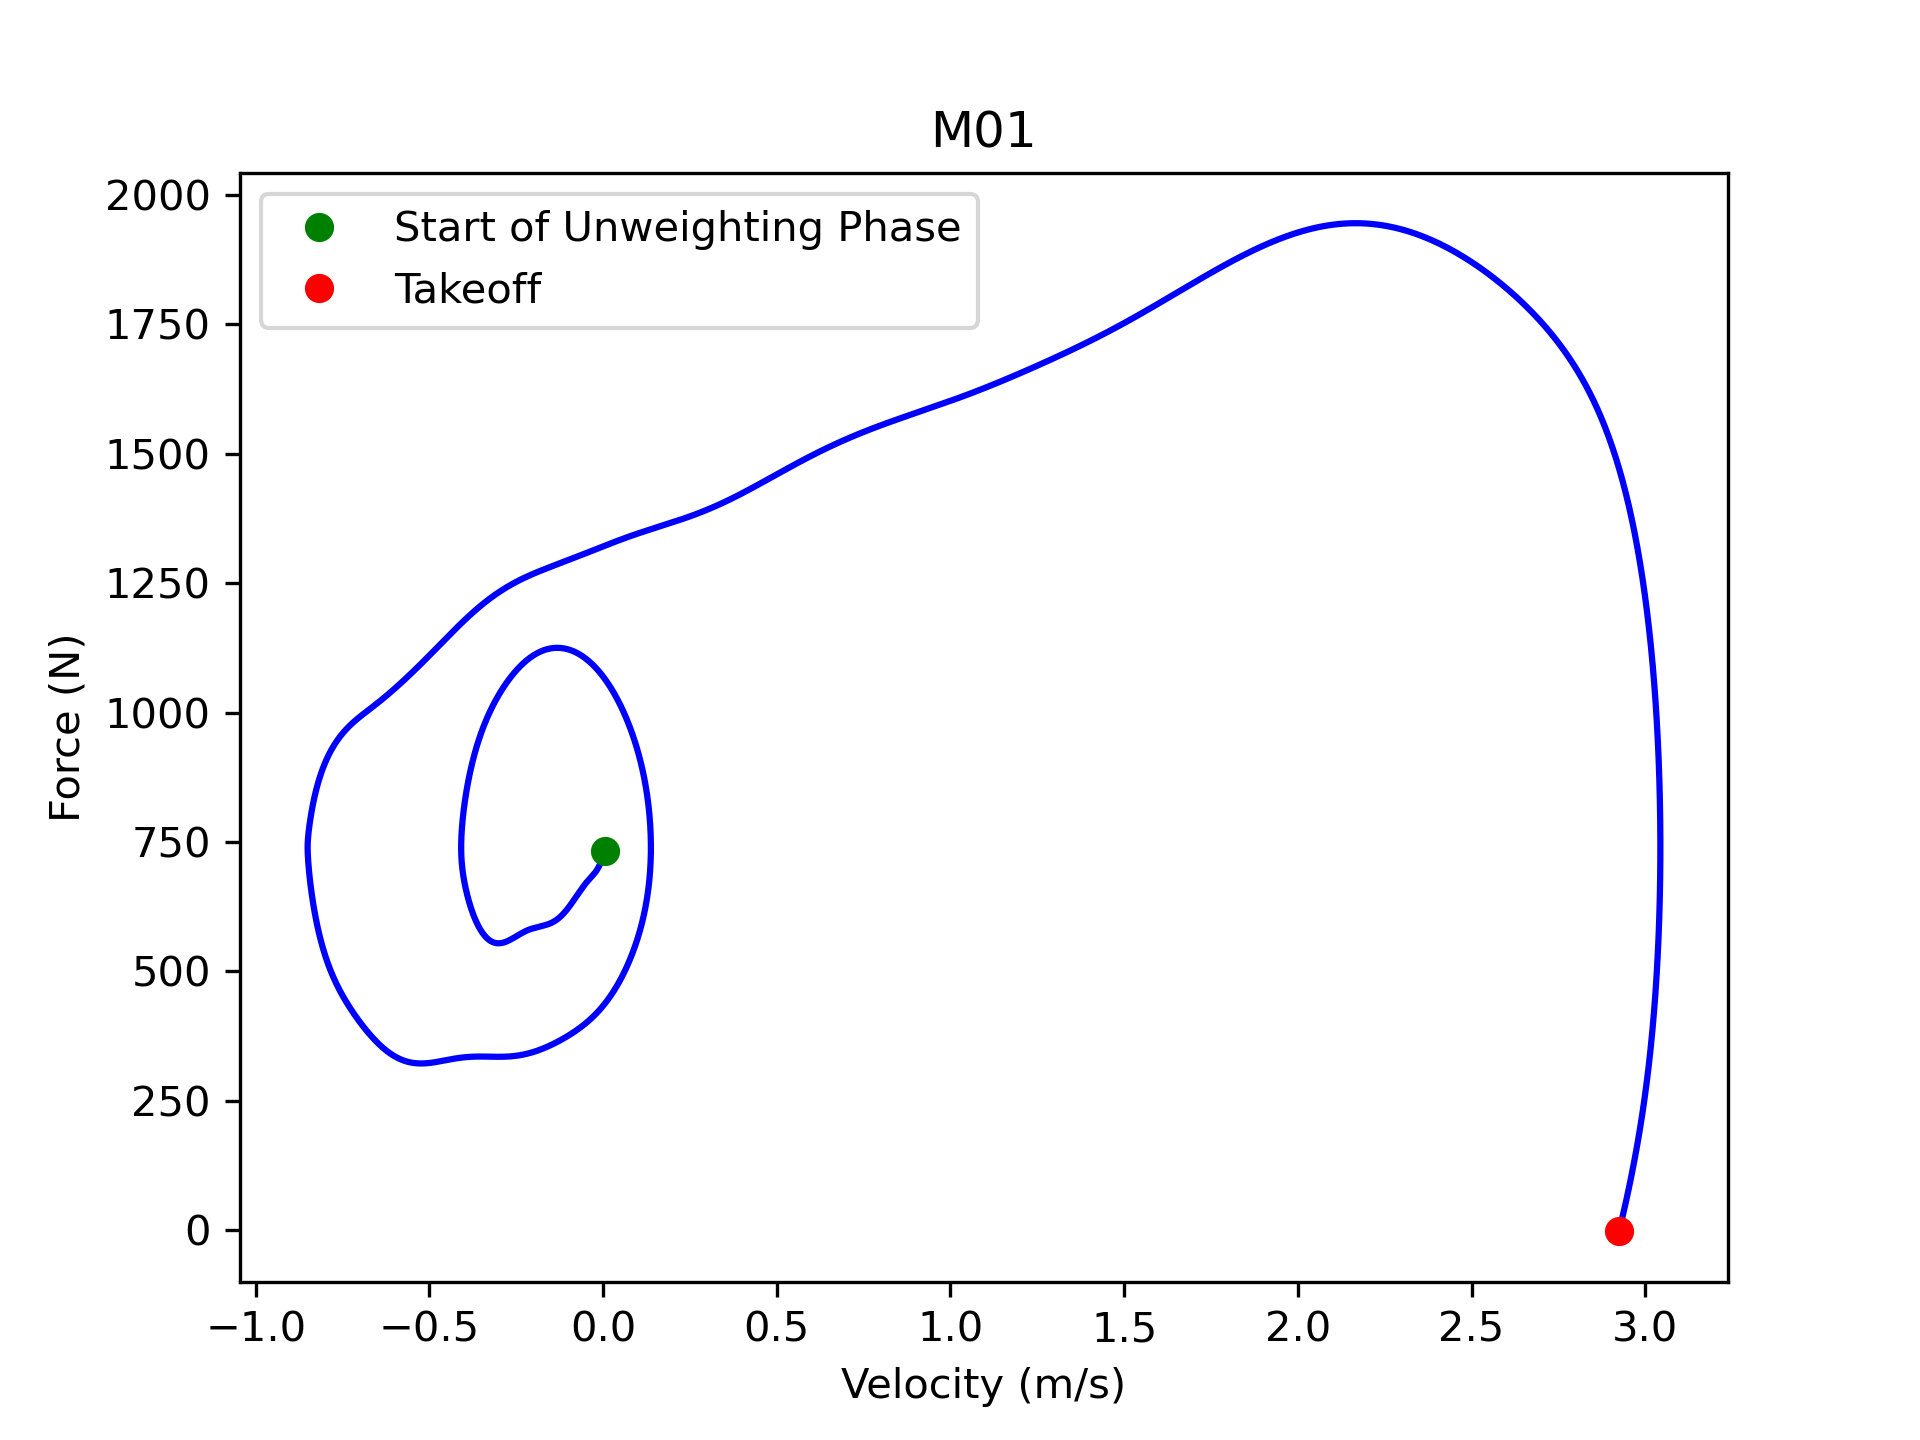 M01
Start of Unweighting Phase
Takeoff
2000
1750
1500
1250
1000
750
500
250
0
Force (N)
−1.0 −0.5 0.0 0.5 1.0 1.5 2.0 2.5 3.0
Velocity (m/s)